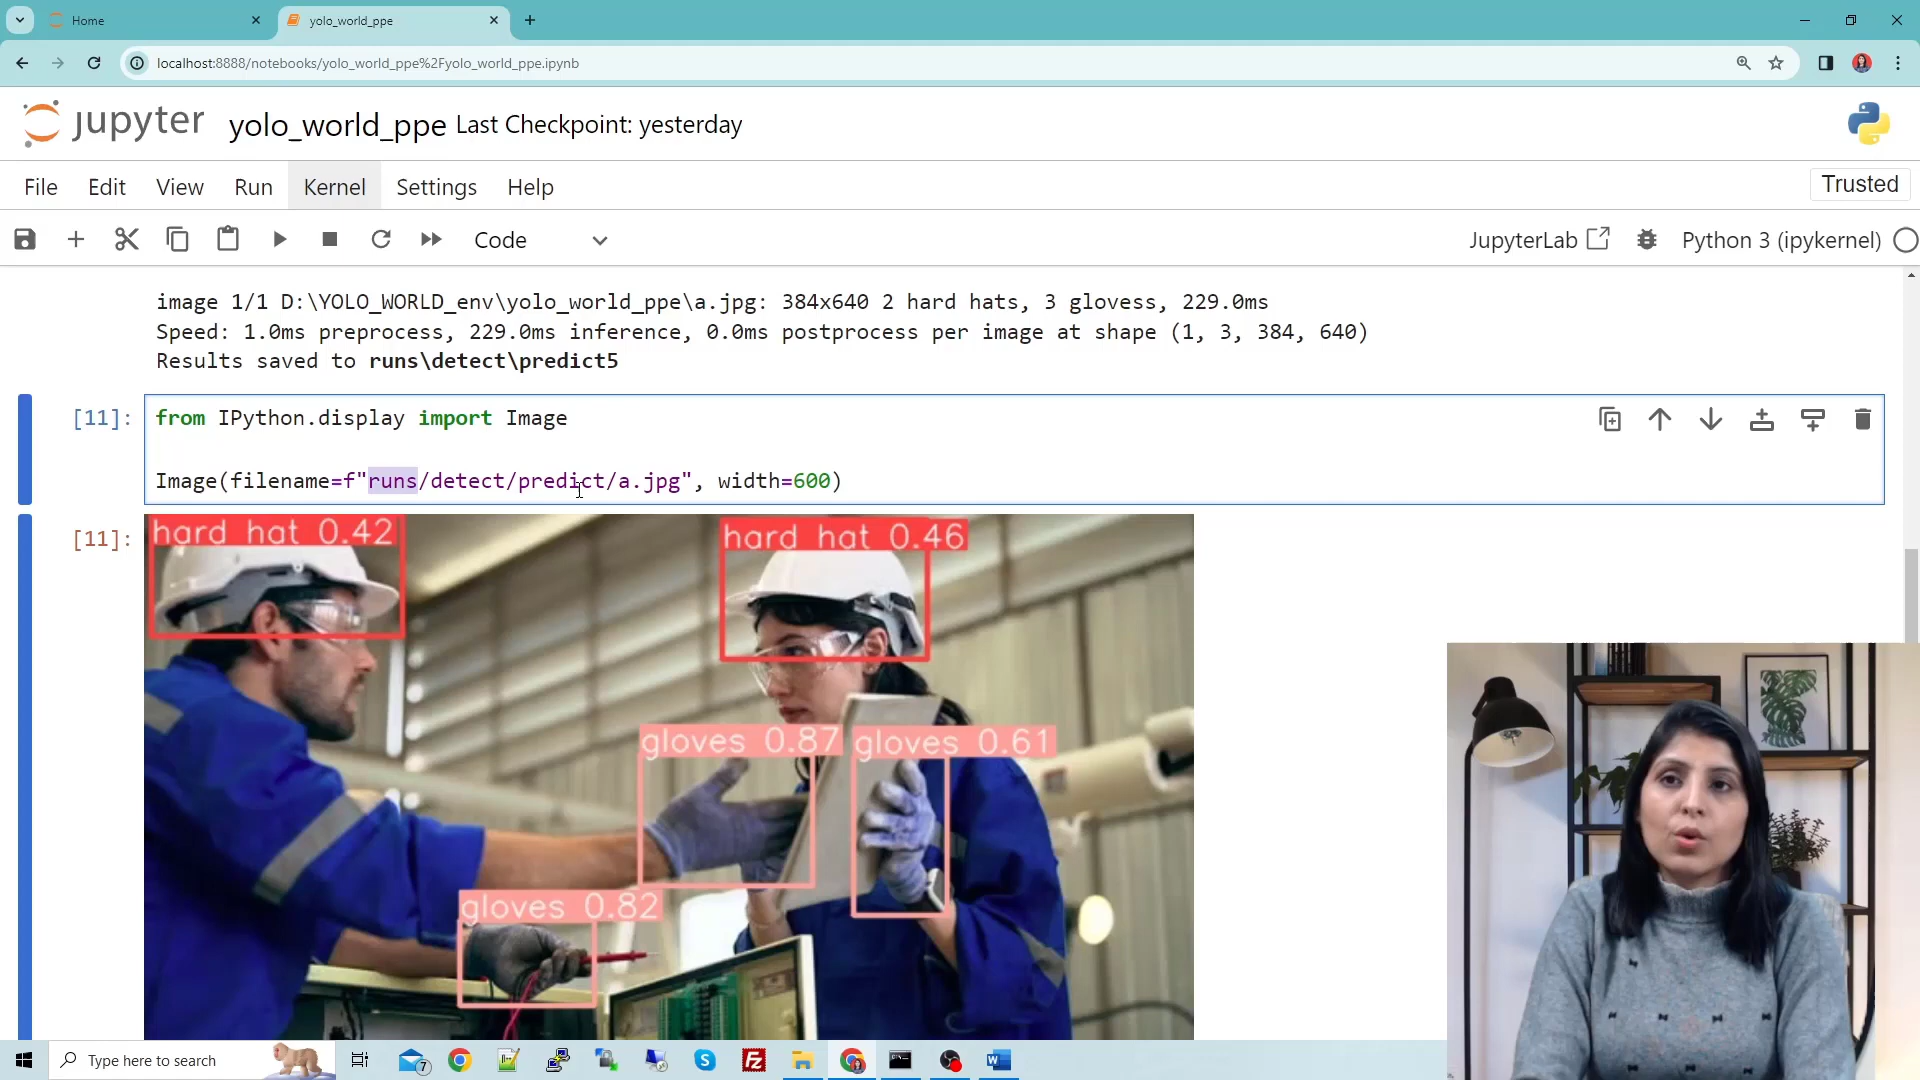 Home
yolo_world_ppe
localhost:8888/notebooks/yolo_world_ppe%2Fyolo_world_ppe.ipynb
jupyter yolo_world_ppe Last Checkpoint: yesterday
File Edit View Run Kernel Settings Help
Trusted
Code
JupyterLab
Python 3 (ipykernel)
image 1/1 D:\YOLO_WORLD_env\yolo_world_ppe\a.jpg: 384x640 2 hard hats, 3 glovess, 229.0ms
Speed: 1.0ms preprocess, 229.0ms inference, 0.0ms postprocess per image at shape (1, 3, 384, 640)
Results saved to runs\detect\predict5
[11]: from IPython.display import Image
Image(filename=f"runs/detect/predict/a.jpg", width=600)
[11]:
hard hat 0.42
hard hat 0.46
gloves 0.87
gloves 0.61
gloves 0.82
Type here to search
7